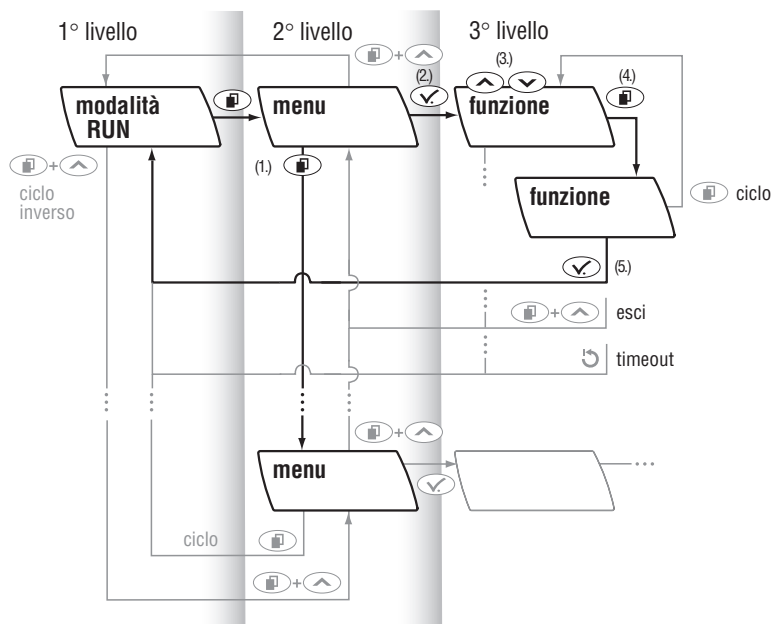 1° livello
2° livello
3° livello
+
(2.)
(3.)
(4.)
modalità
RUN
menu
funzione
+
ciclo
inverso
(1.)
funzione
ciclo
(5.)
+
esci
timeout
+
menu
ciclo
+